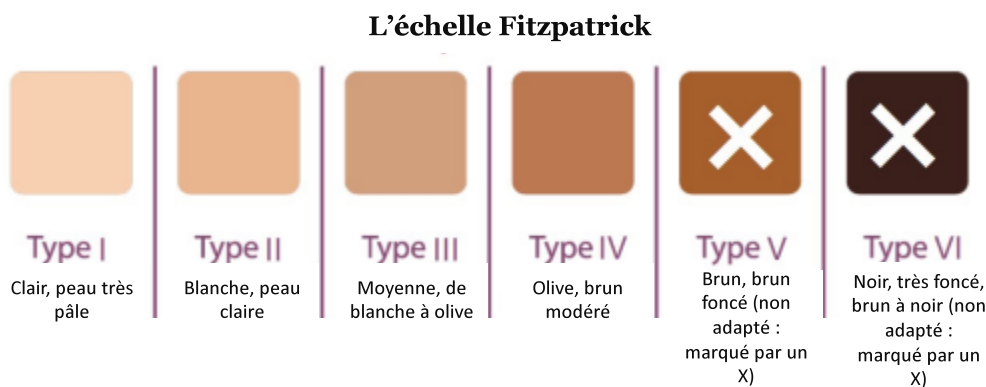 L'échelle Fitzpatrick
Type I
Clair, peau très
pâle
Type II
Blanche, peau
claire
Type III
Moyenne, de
blanche à olive
Type IV
Olive, brun
modéré
Type V
Brun, brun
foncé (non
adapté :
marqué par un
X)
Type VI
Noir, très foncé,
brun à noir (non
adapté :
marqué par un
X)